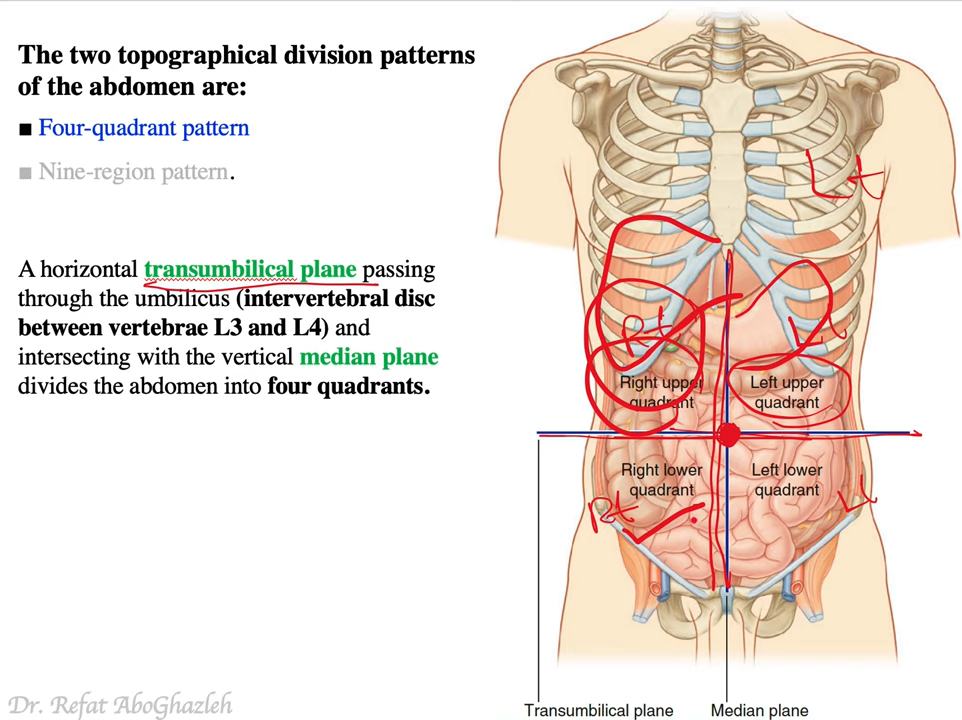 The two topographical division patterns
of the abdomen are:
■ Four-quadrant pattern
■ Nine-region pattern.
A horizontal transumbilical plane passing
through the umbilicus (intervertebral disc
between vertebrae L3 and L4) and
intersecting with the vertical median plane
divides the abdomen into four quadrants.
Lt
Rt
Right upper
quadrant
Left upper
quadrant
Right lower
quadrant
Left lower
quadrant
Rt
Transumbilical plane
Median plane
Dr. Refat AboGhazleh